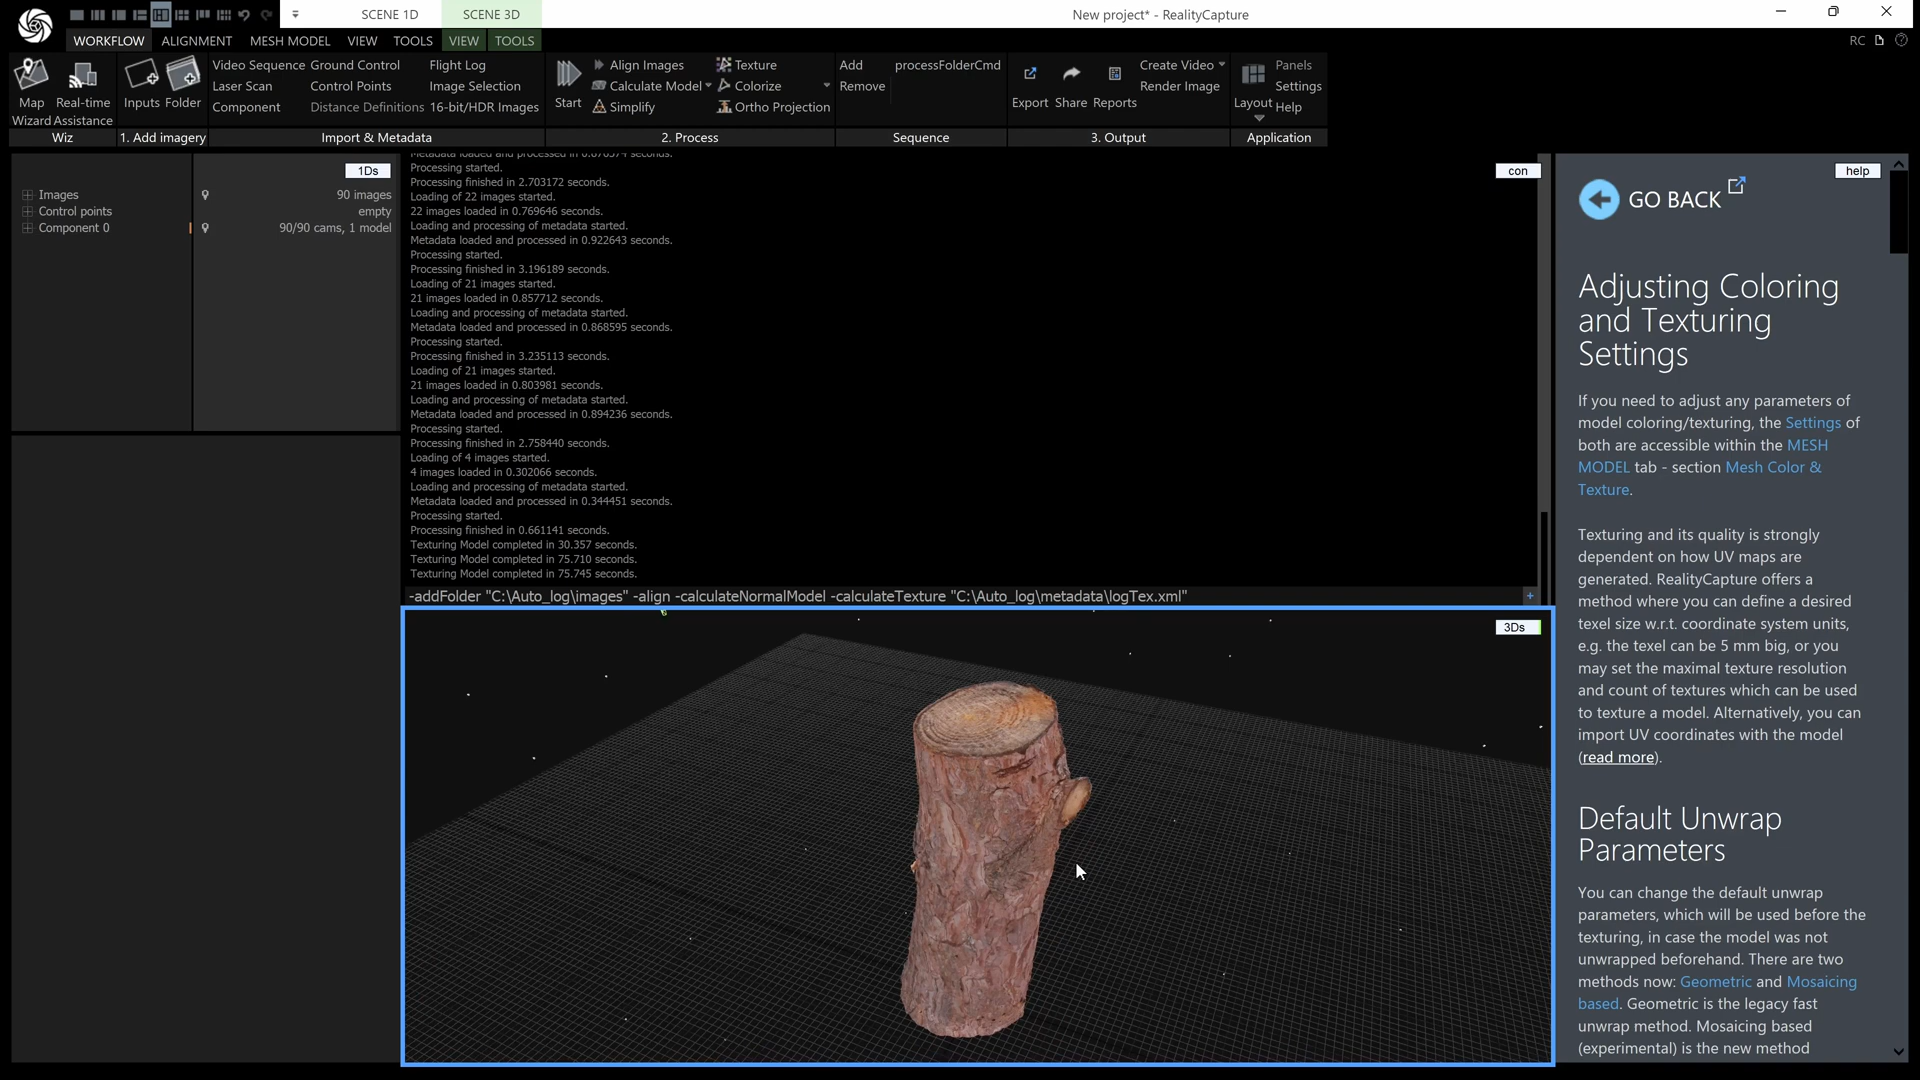 SCENE 1D
SCENE 3D
New project* - RealityCapture
WORKFLOW
ALIGNMENT
MESH MODEL
VIEW
TOOLS
VIEW
TOOLS
RC
Map
Wizard
Real-time
Assistance
Wiz
Inputs
Folder
1. Add imagery
Video Sequence
Ground Control
Flight Log
Laser Scan
Control Points
Image Selection
Component
Distance Definitions
16-bit/HDR Images
Import & Metadata
Start
Align Images
Texture
Calculate Model
Colorize
Simplify
Ortho Projection
2. Process
Add
processFolderCmd
Remove
Sequence
Export
Share
Reports
Create Video
Render Image
3. Output
Layout
Panels
Settings
Help
Application
1Ds
Images
90 images
Control points
empty
Component 0
90/90 cams, 1 model
con
Metadata loaded and processed in 0.870374 seconds.
Processing started.
Processing finished in 2.703172 seconds.
Loading of 22 images started.
22 images loaded in 0.769646 seconds.
Loading and processing of metadata started.
Metadata loaded and processed in 0.922643 seconds.
Processing started.
Processing finished in 3.196189 seconds.
Loading of 21 images started.
21 images loaded in 0.857712 seconds.
Loading and processing of metadata started.
Metadata loaded and processed in 0.868595 seconds.
Processing started.
Processing finished in 3.235113 seconds.
Loading of 21 images started.
21 images loaded in 0.803981 seconds.
Loading and processing of metadata started.
Metadata loaded and processed in 0.894236 seconds.
Processing started.
Processing finished in 2.758440 seconds.
Loading of 4 images started.
4 images loaded in 0.302066 seconds.
Loading and processing of metadata started.
Metadata loaded and processed in 0.344451 seconds.
Processing started.
Processing finished in 0.661141 seconds.
Texturing Model completed in 30.357 seconds.
Texturing Model completed in 75.710 seconds.
Texturing Model completed in 75.745 seconds.
-addFolder "C:\Auto_log\images" -align -calculateNormalModel -calculateTexture "C:\Auto_log\metadata\logTex.xml"
+
3Ds
help
GO BACK
Adjusting Coloring
and Texturing
Settings
If you need to adjust any parameters of
model coloring/texturing, the Settings of
both are accessible within the MESH
MODEL tab - section Mesh Color &
Texture.
Texturing and its quality is strongly
dependent on how UV maps are
generated. RealityCapture offers a
method where you can define a desired
texel size w.r.t. coordinate system units,
e.g. the texel can be 5 mm big, or you
may set the maximal texture resolution
and count of textures which can be used
to texture a model. Alternatively, you can
import UV coordinates with the model
(read more).
Default Unwrap
Parameters
You can change the default unwrap
parameters, which will be used before the
texturing, in case the model was not
unwrapped beforehand. There are two
methods now: Geometric and Mosaicing
based. Geometric is the legacy fast
unwrap method. Mosaicing based
(experimental) is the new method